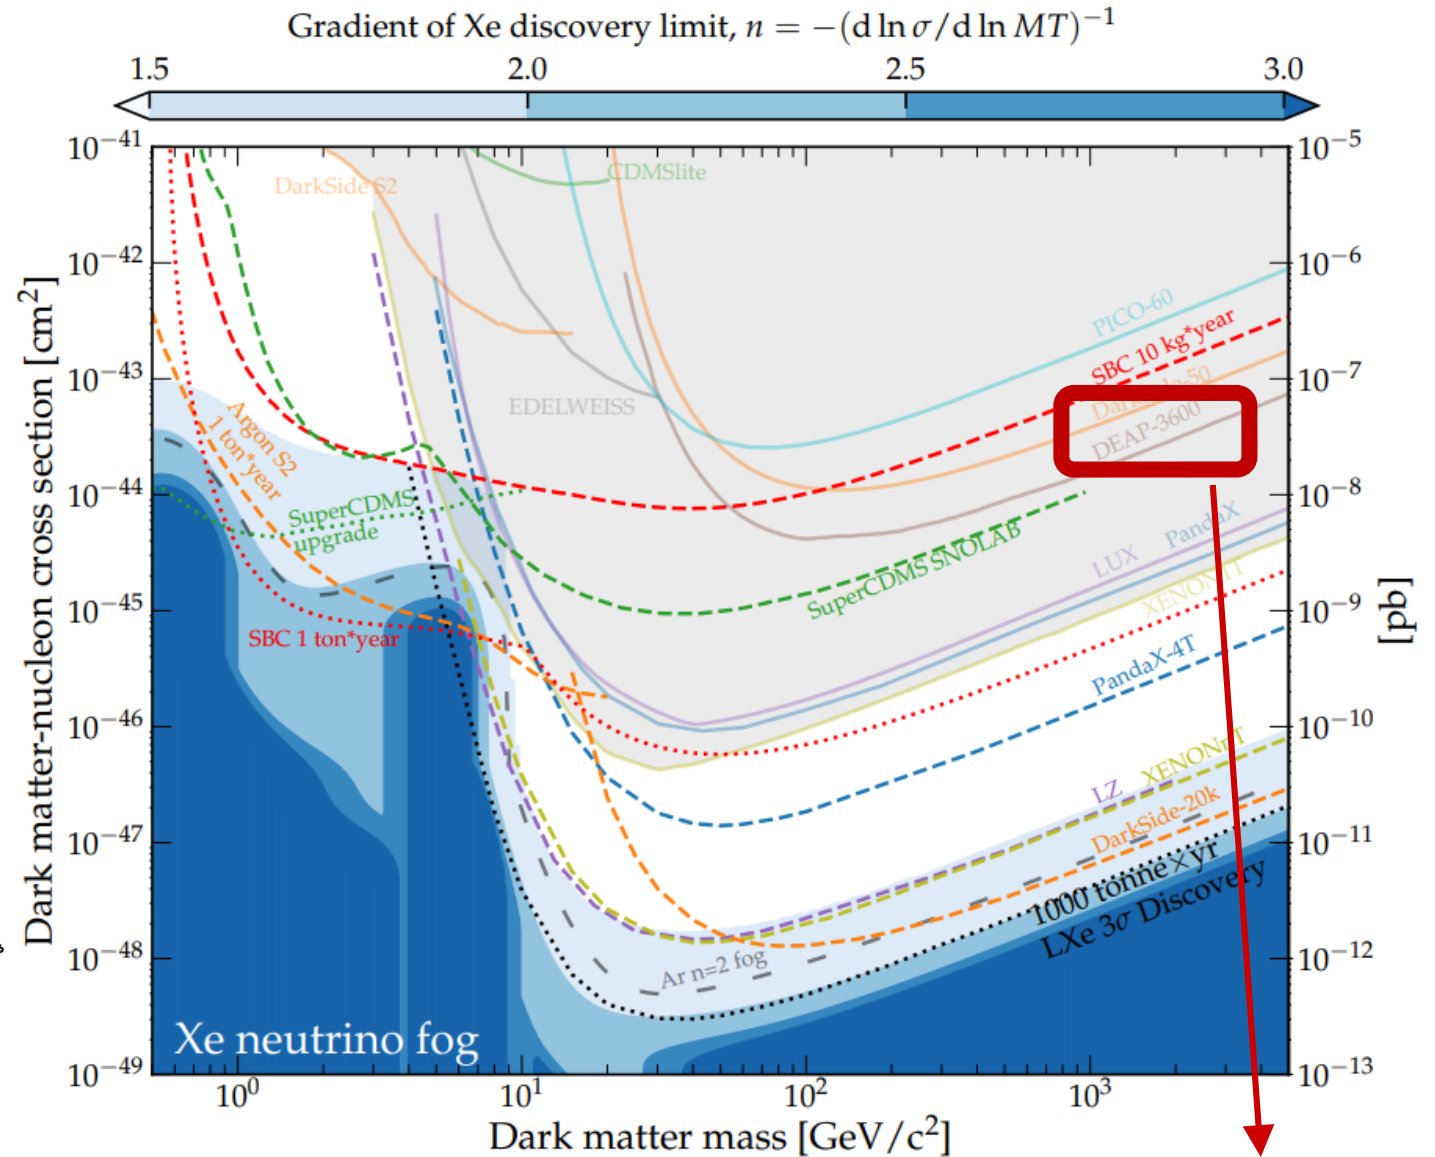 Gradient of Xe discovery limit, n = −(d ln σ/d ln MT)⁻¹
1.5 2.0 2.5 3.0
10⁻⁴¹
10⁻⁴²
10⁻⁴³
10⁻⁴⁴
10⁻⁴⁵
10⁻⁴⁶
10⁻⁴⁷
10⁻⁴⁸
10⁻⁴⁹
Dark matter-nucleon cross section [cm²]
10⁻⁵
10⁻⁶
10⁻⁷
10⁻⁸
10⁻⁹
10⁻¹⁰
10⁻¹¹
10⁻¹²
10⁻¹³
[pb]
DarkSide S2
CDMSlite
PICO-60
SBC 10 kg*year
EDELWEISS
DEAP-3600
Argon S2
1 ton*year
SuperCDMS
upgrade
SuperCDMS SNOLAB
LUX
PandaX
XENON1T
SBC 1 ton*year
PandaX-4T
LZ
XENONnT
DarkSide-20k
1000 tonne×yr
LXe 3σ Discovery
Ar n=2 fog
Xe neutrino fog
10⁰ 10¹ 10² 10³
Dark matter mass [GeV/c²]